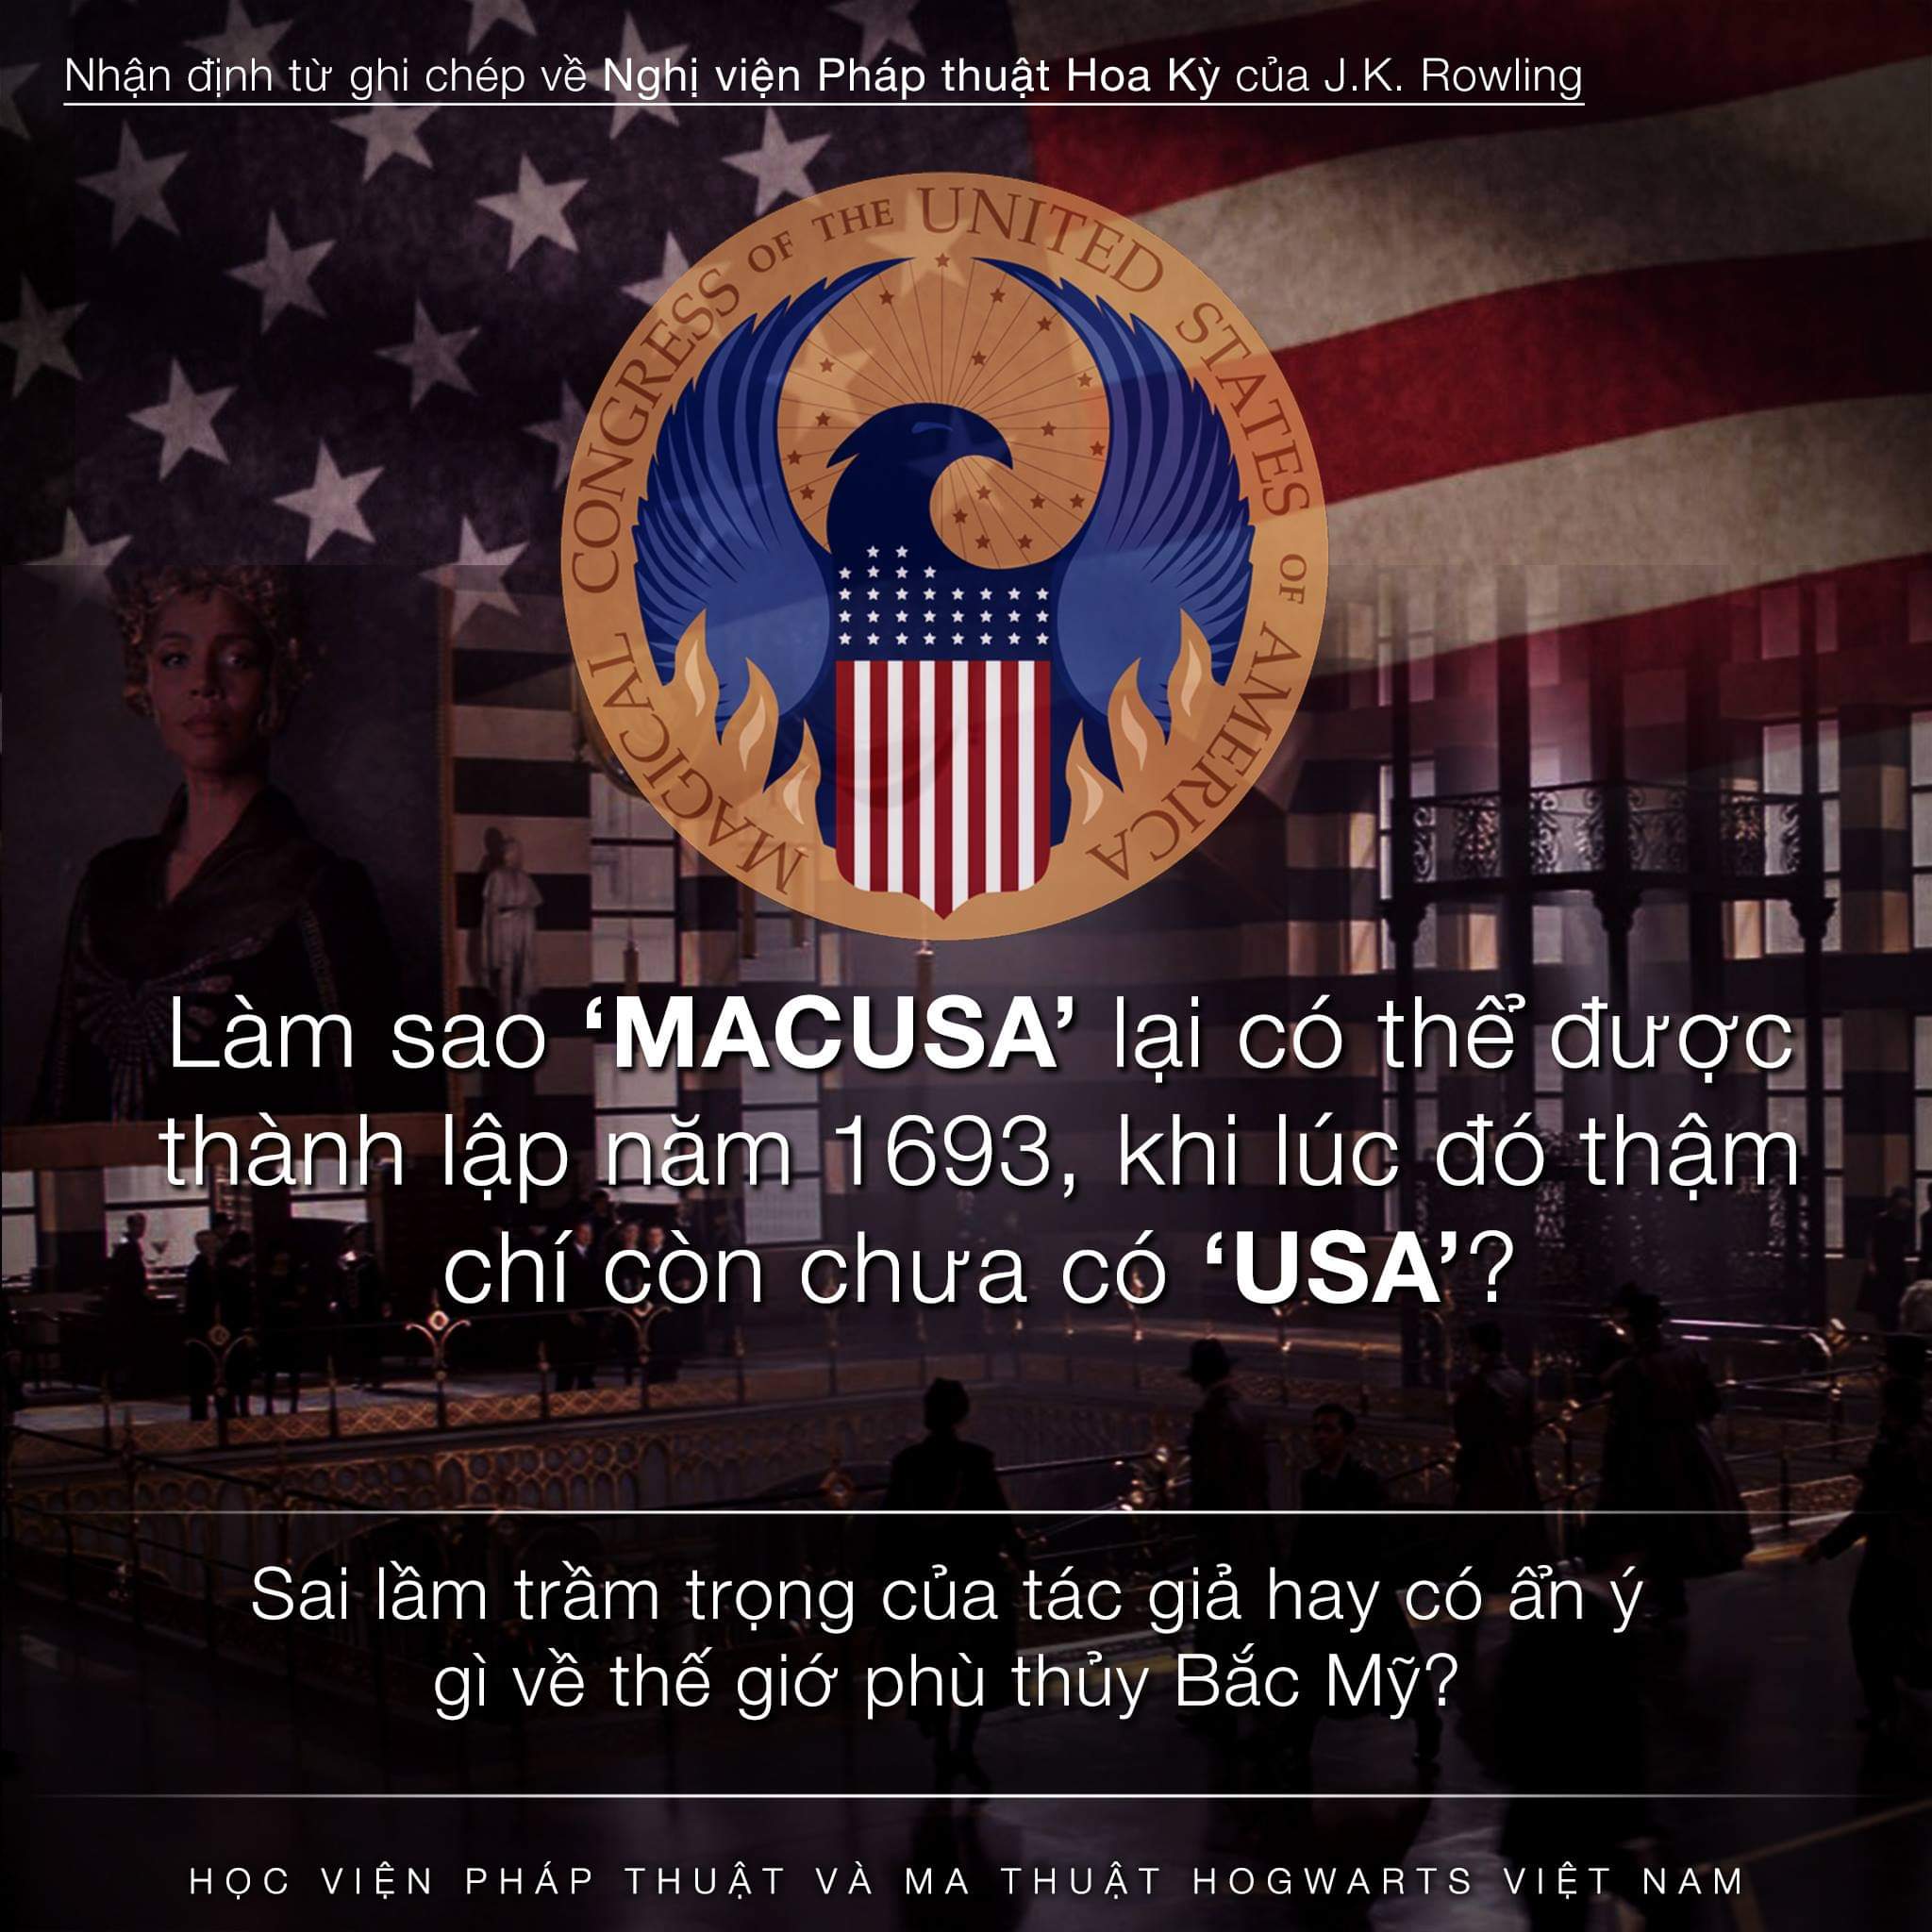 Nhận định từ ghi chép về Nghị viện Pháp thuật Hoa Kỳ của J.K. Rowling
MAGICAL CONGRESS OF THE UNITED STATES OF AMERICA
Làm sao ‘MACUSA’ lại có thể được
thành lập năm 1693, khi lúc đó thậm
chí còn chưa có ‘USA’?
Sai lầm trầm trọng của tác giả hay có ẩn ý
gì về thế giớ phù thủy Bắc Mỹ?
HỌC VIỆN PHÁP THUẬT VÀ MA THUẬT HOGWARTS VIỆT NAM